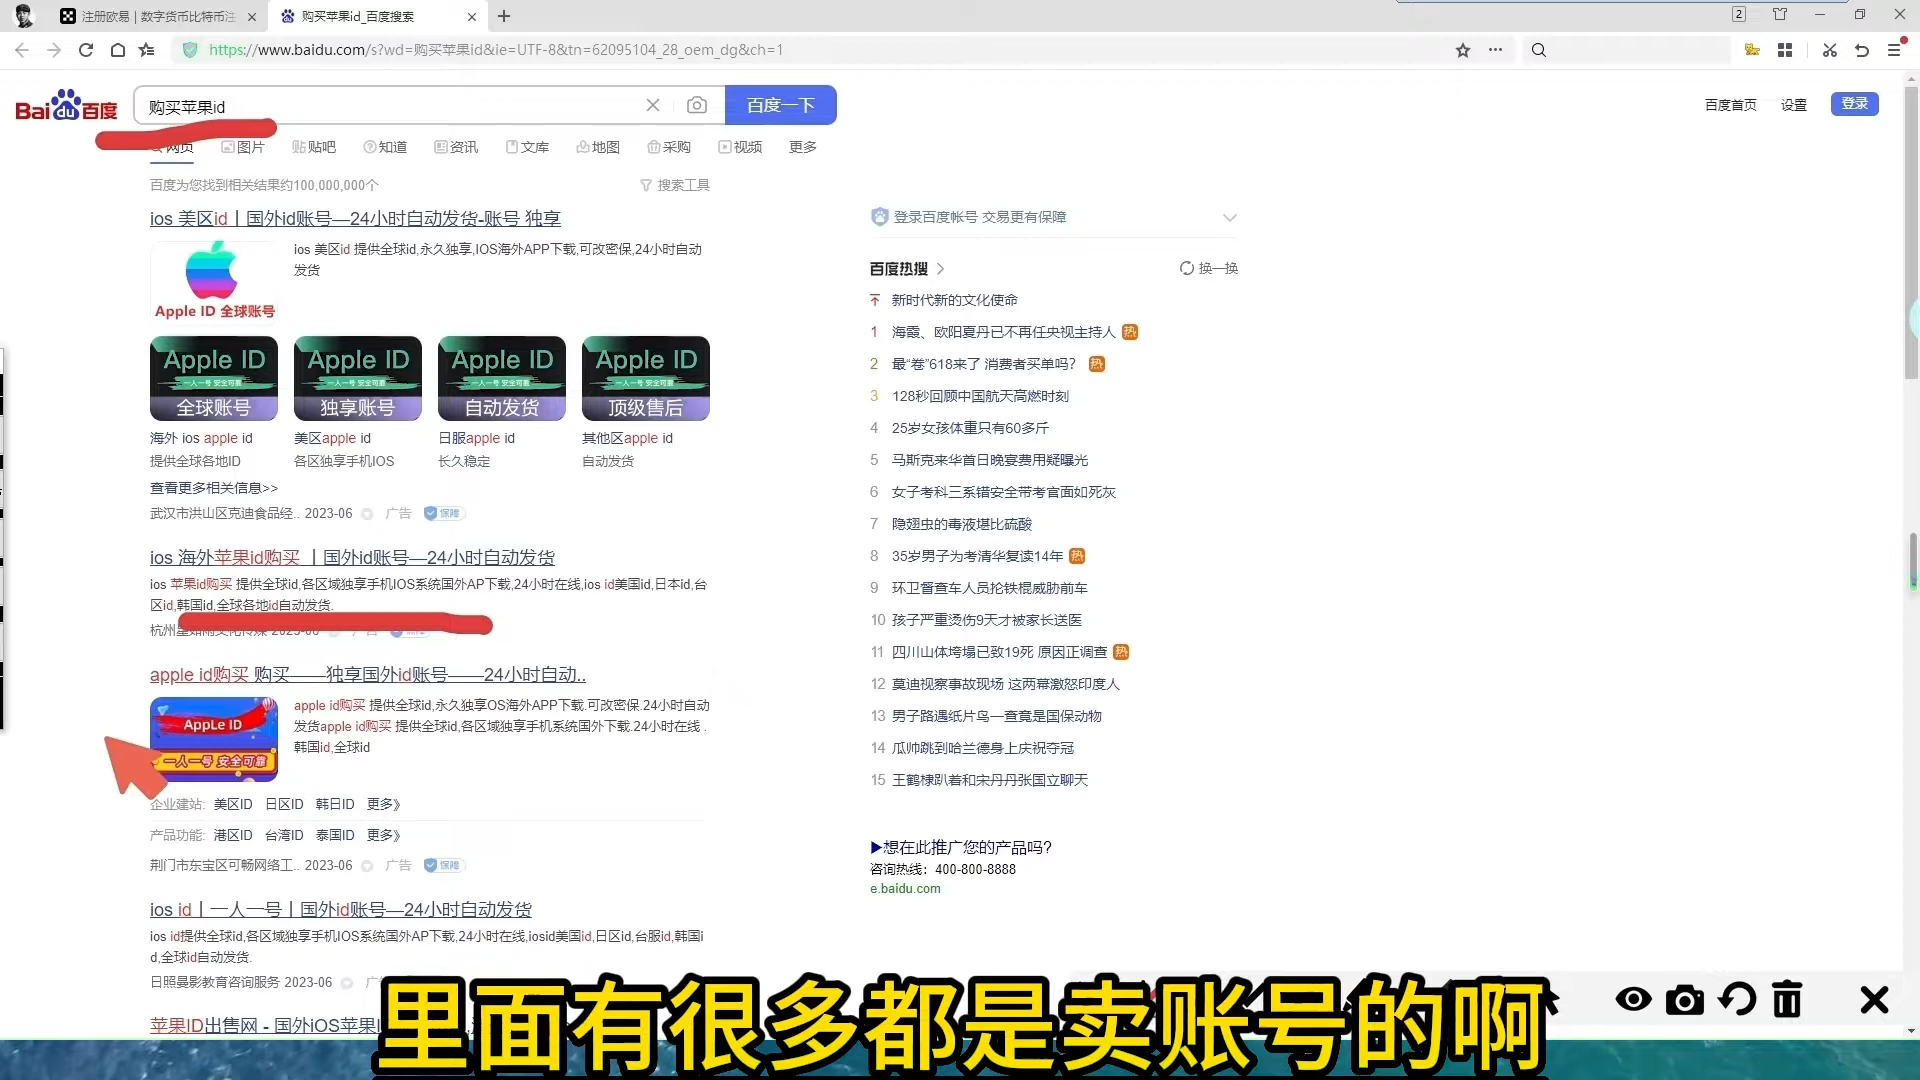 注册欧易 | 数字货币比特币注
购买苹果id_百度搜索
2
https://www.baidu.com/s?wd=购买苹果id&ie=UTF-8&tn=62095104_28_oem_dg&ch=1
Bai du 百度
购买苹果id
百度一下
百度首页
设置
登录
网页
图片
贴吧
知道
资讯
文库
地图
采购
视频
更多
百度为您找到相关结果约100,000,000个
搜索工具
ios 美区id丨国外id账号—24小时自动发货-账号 独享
ios 美区id 提供全球id,永久独享,IOS海外APP下载,可改密保,24小时自动
发货
Apple ID 全球账号
Apple ID
一人一号 安全可靠
全球账号
Apple ID
一人一号 安全可靠
独享账号
Apple ID
一人一号 安全可靠
自动发货
Apple ID
一人一号 安全可靠
顶级售后
海外 ios apple id
美区apple id
日服apple id
其他区apple id
提供全球各地ID
各区独享手机IOS
长久稳定
自动发货
查看更多相关信息>>
武汉市洪山区克迪食品经.. 2023-06
广告
保障
ios 海外苹果id购买 丨国外id账号—24小时自动发货
ios 苹果id购买 提供全球id,各区域独享手机IOS系统国外AP下载,24小时在线,ios id美国id,日本id,台
区id,韩国id,全球各地id自动发货.
apple id购买 购买——独享国外id账号——24小时自动..
AppLe ID
一人一号 安全可靠
apple id购买 提供全球id,永久独享OS海外APP下载.可改密保.24小时自动
发货apple id购买 提供全球id,各区域独享手机系统国外下载.24小时在线 .
韩国id,全球id
企业建站: 美区ID 日区ID 韩日ID 更多》
产品功能: 港区ID 台湾ID 泰国ID 更多》
荆门市东宝区可畅网络工.. 2023-06
广告
保障
ios id丨一人一号丨国外id账号—24小时自动发货
ios id提供全球id,各区域独享手机IOS系统国外AP下载,24小时在线,iosid美国id,日区id,台服id,韩国i
d,全球id自动发货.
日照曼影教育咨询服务 2023-06
苹果ID出售网 - 国外iOS苹果I
登录百度帐号 交易更有保障
百度热搜
换一换
新时代新的文化使命
1 海霞、欧阳夏丹已不再任央视主持人 热
2 最“卷”618来了 消费者买单吗? 热
3 128秒回顾中国航天高燃时刻
4 25岁女孩体重只有60多斤
5 马斯克来华首日晚宴费用疑曝光
6 女子考科三系错安全带考官面如死灰
7 隐翅虫的毒液堪比硫酸
8 35岁男子为考清华复读14年 热
9 环卫督查车人员抡铁棍威胁前车
10 孩子严重烫伤9天才被家长送医
11 四川山体垮塌已致19死 原因正调查 热
12 莫迪视察事故现场 这两幕激怒印度人
13 男子路遇纸片鸟一查竟是国保动物
14 瓜帅跳到哈兰德身上庆祝夺冠
15 王鹤棣趴着和宋丹丹张国立聊天
▶想在此推广您的产品吗?
咨询热线：400-800-8888
e.baidu.com
里面有很多都是卖账号的啊